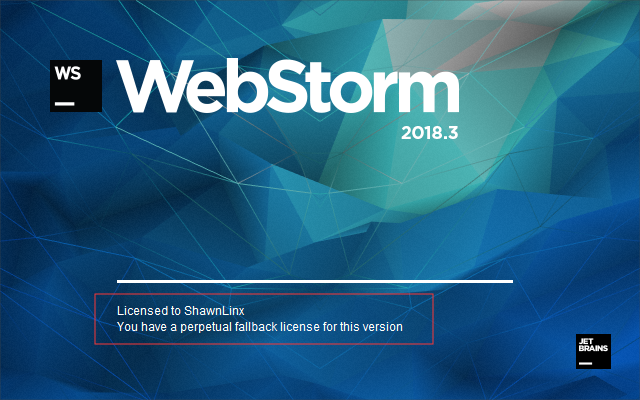 WS
WebStorm
2018.3
Licensed to ShawnLinx
You have a perpetual fallback license for this version
JET
BRAINS